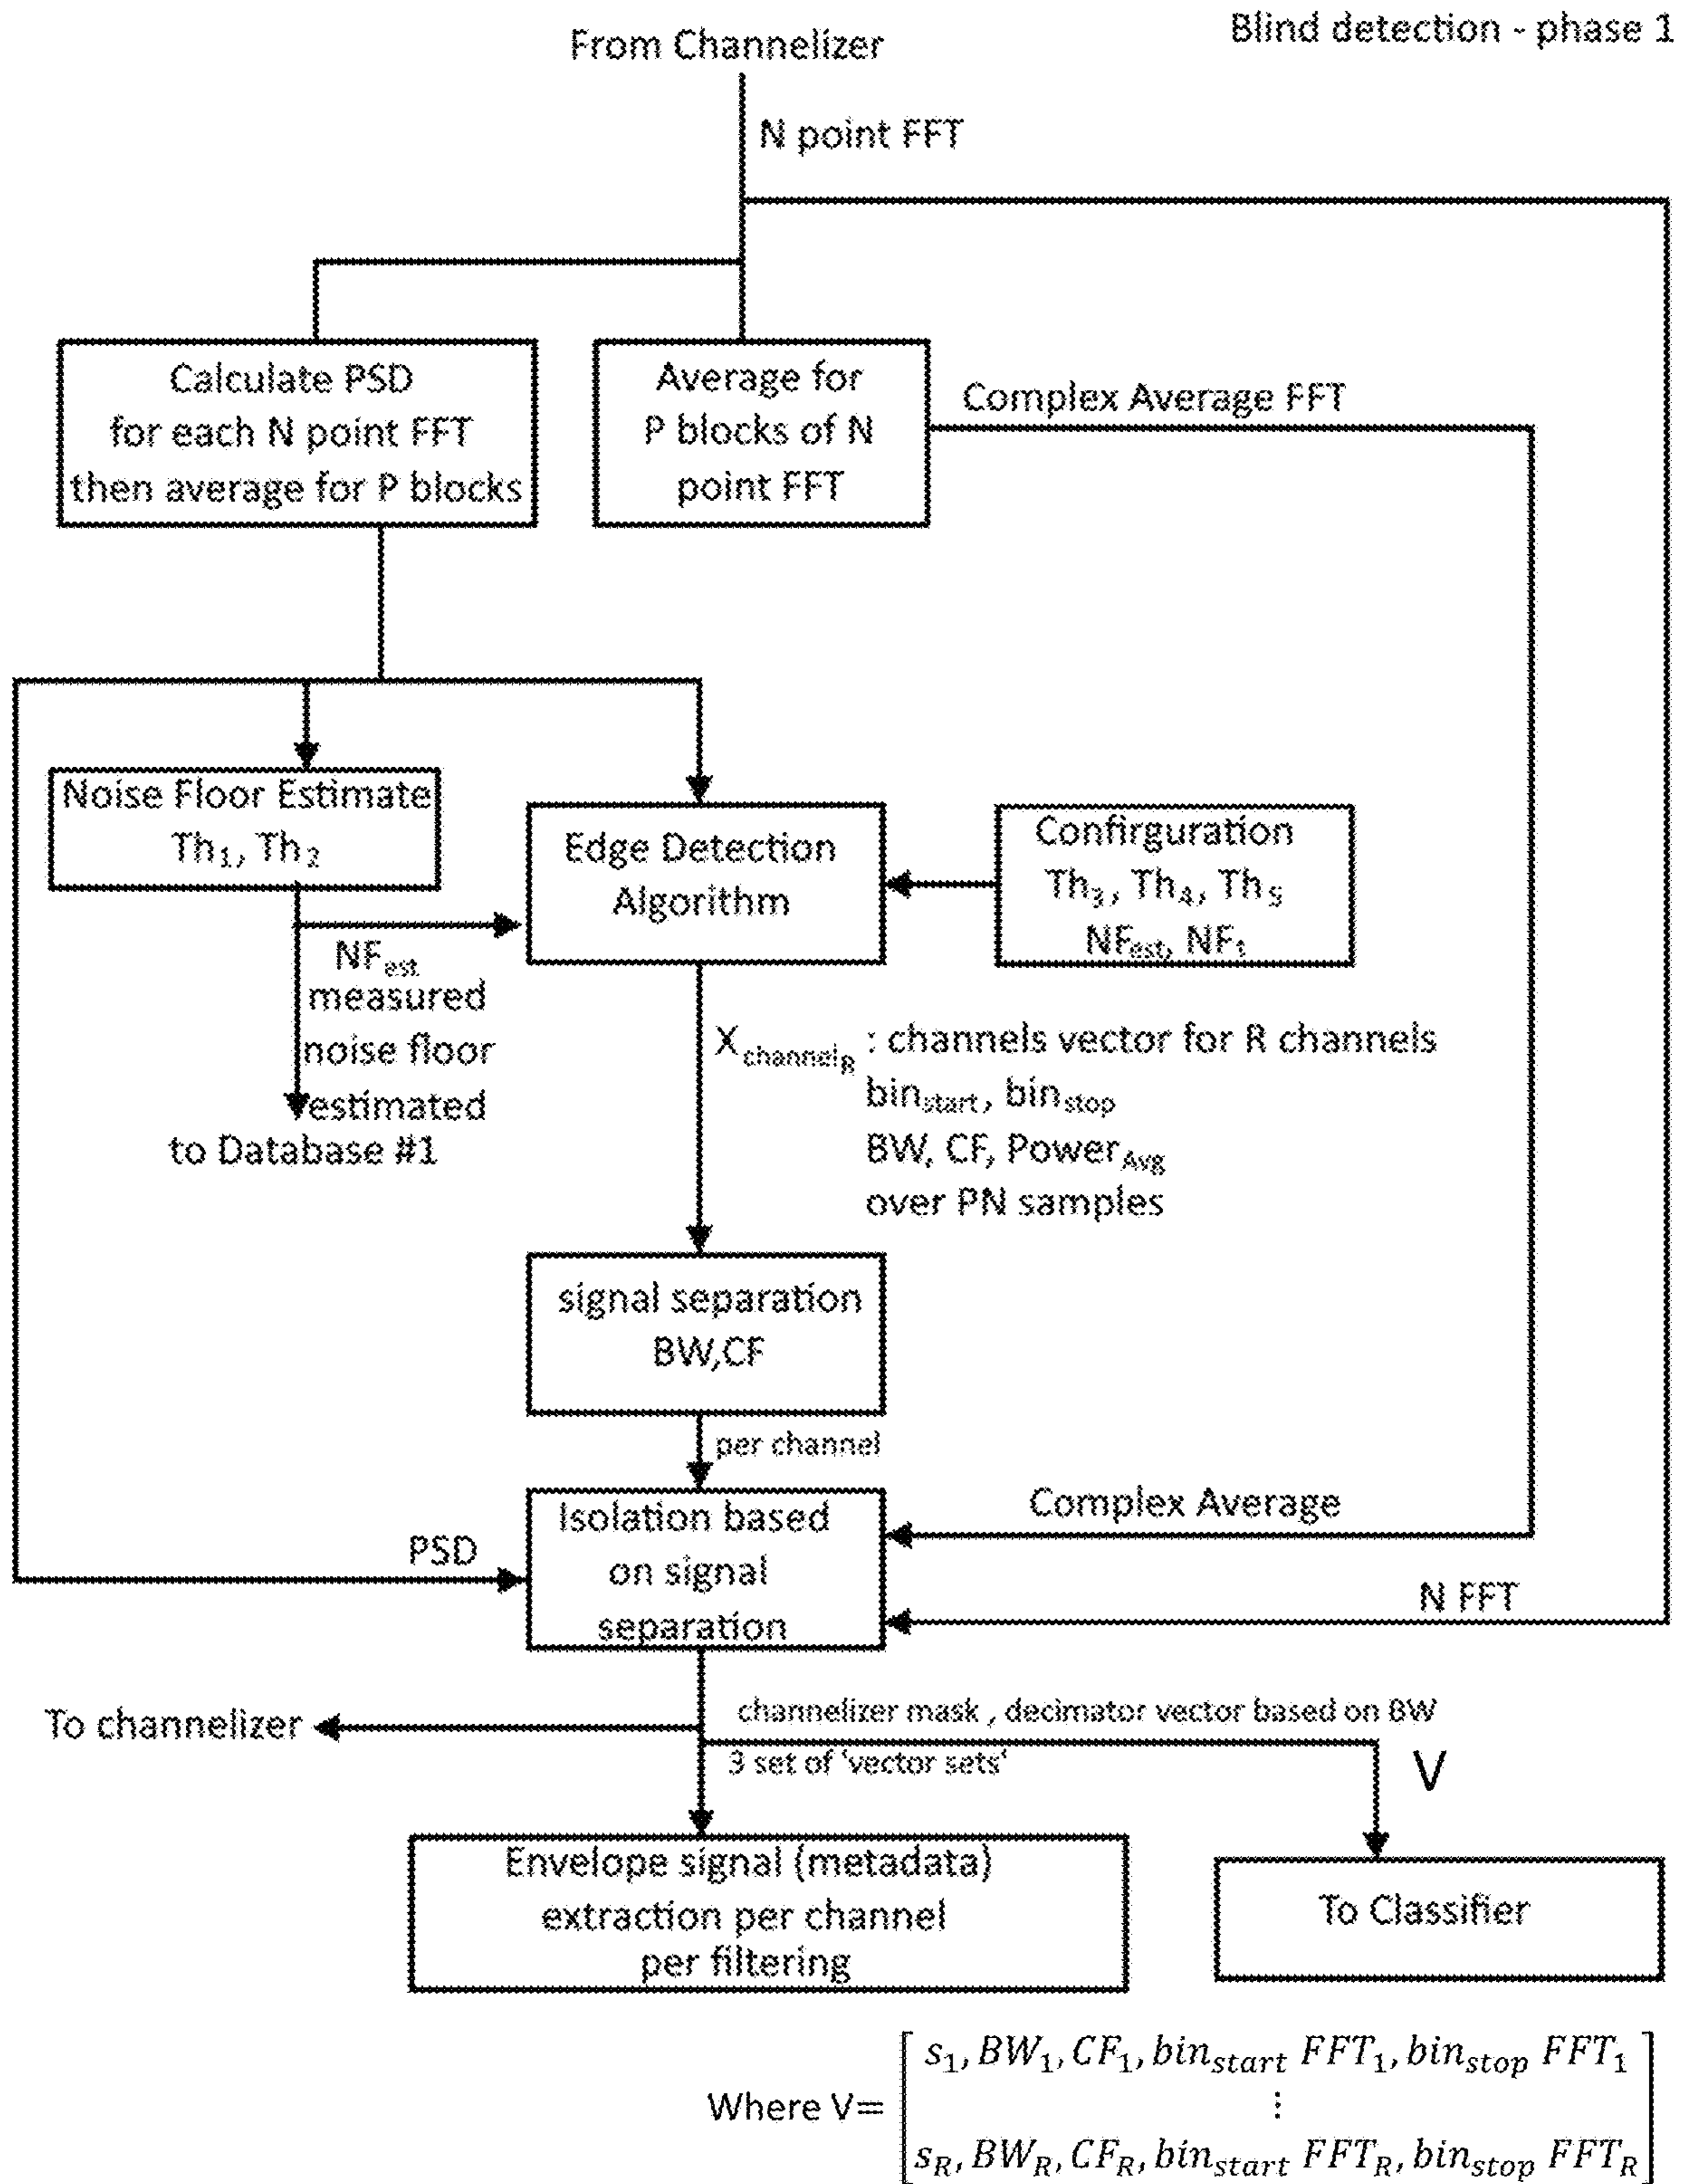 Blind detection - phase 1
From Channelizer
N point FFT
Calculate PSD
for each N point FFT
then average for P blocks
Average for
P blocks of N
point FFT
Complex Average FFT
Noise Floor Estimate
Th₁, Th₂
Edge Detection
Algorithm
Confirguration
Th₃, Th₄, Th₅
NFest, NFt
NFest
measured
noise floor
estimated
to Database #1
XchannelR : channels vector for R channels
binstart, binstop
BW, CF, PowerAvg
over PN samples
signal separation
BW,CF
per channel
Isolation based
on signal
separation
Complex Average
PSD
N FFT
To channelizer
channelizer mask , decimator vector based on BW
3 set of 'vector sets'
V
Envelope signal (metadata)
extraction per channel
per filtering
To Classifier
s₁, BW₁, CF₁, binstart FFT₁, binstop FFT₁
Where V=
⋮
sR, BWR, CFR, binstart FFTR, binstop FFTR